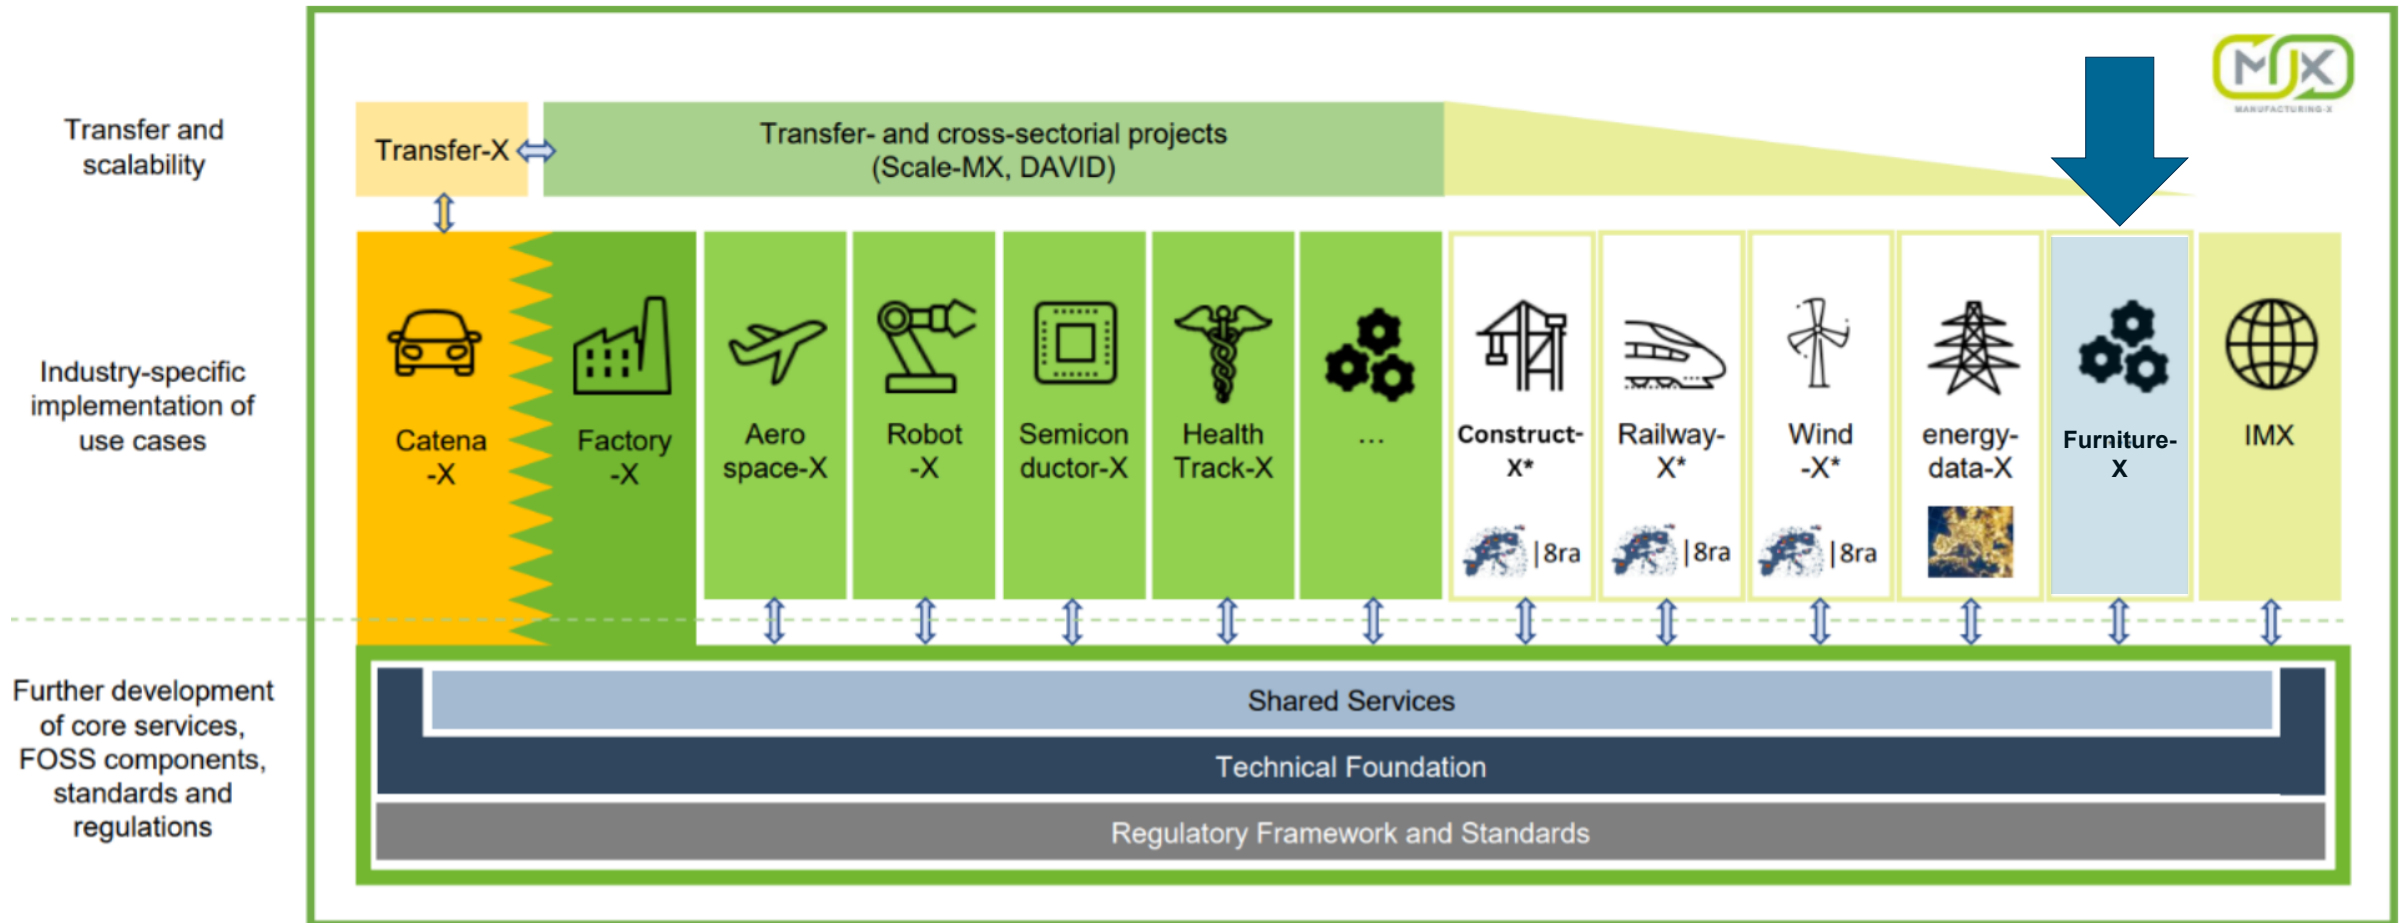 MX
MANUFACTURING-X
Transfer and
scalability
Transfer-X
Transfer- and cross-sectorial projects
(Scale-MX, DAVID)
Industry-specific
implementation of
use cases
Catena
-X
Factory
-X
Aero
space-X
Robot
-X
Semicon
ductor-X
Health
Track-X
...
Construct-
X*
|8ra
Railway-
X*
|8ra
Wind
-X*
|8ra
energy-
data-X
Furniture-
X
IMX
Further development
of core services,
FOSS components,
standards and
regulations
Shared Services
Technical Foundation
Regulatory Framework and Standards